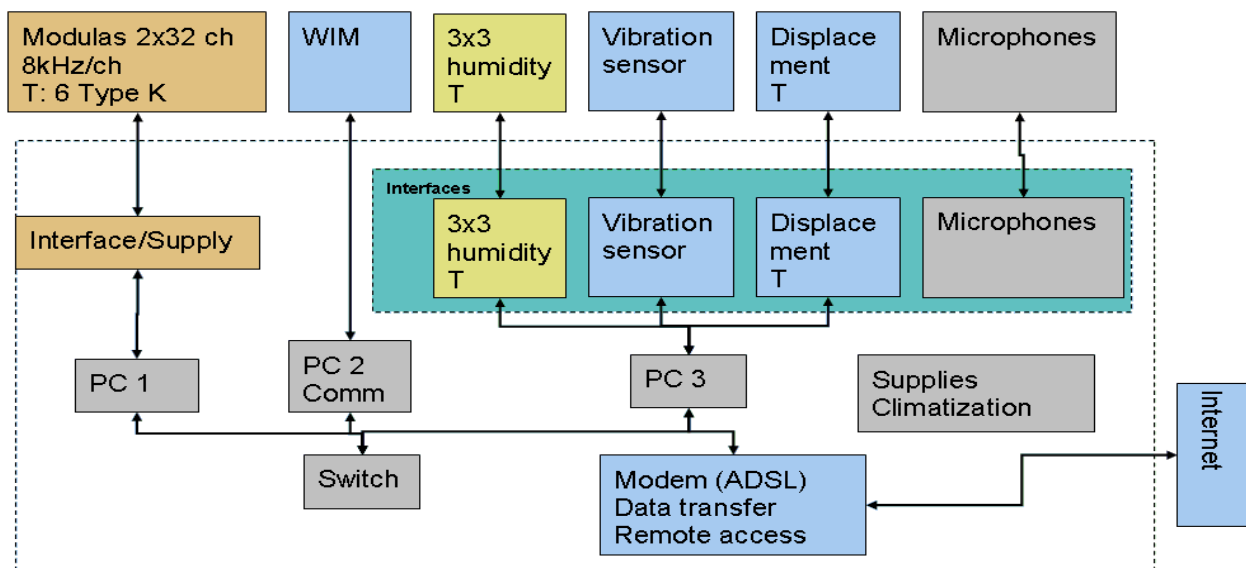 Modulas 2x32 ch
8kHz/ch
T: 6 Type K
WIM
3x3
humidity
T
Vibration
sensor
Displace
ment
T
Microphones
Interfaces
Interface/Supply
3x3
humidity
T
Vibration
sensor
Displace
ment
T
Microphones
PC 1
PC 2
Comm
PC 3
Supplies
Climatization
Internet
Switch
Modem (ADSL)
Data transfer
Remote access